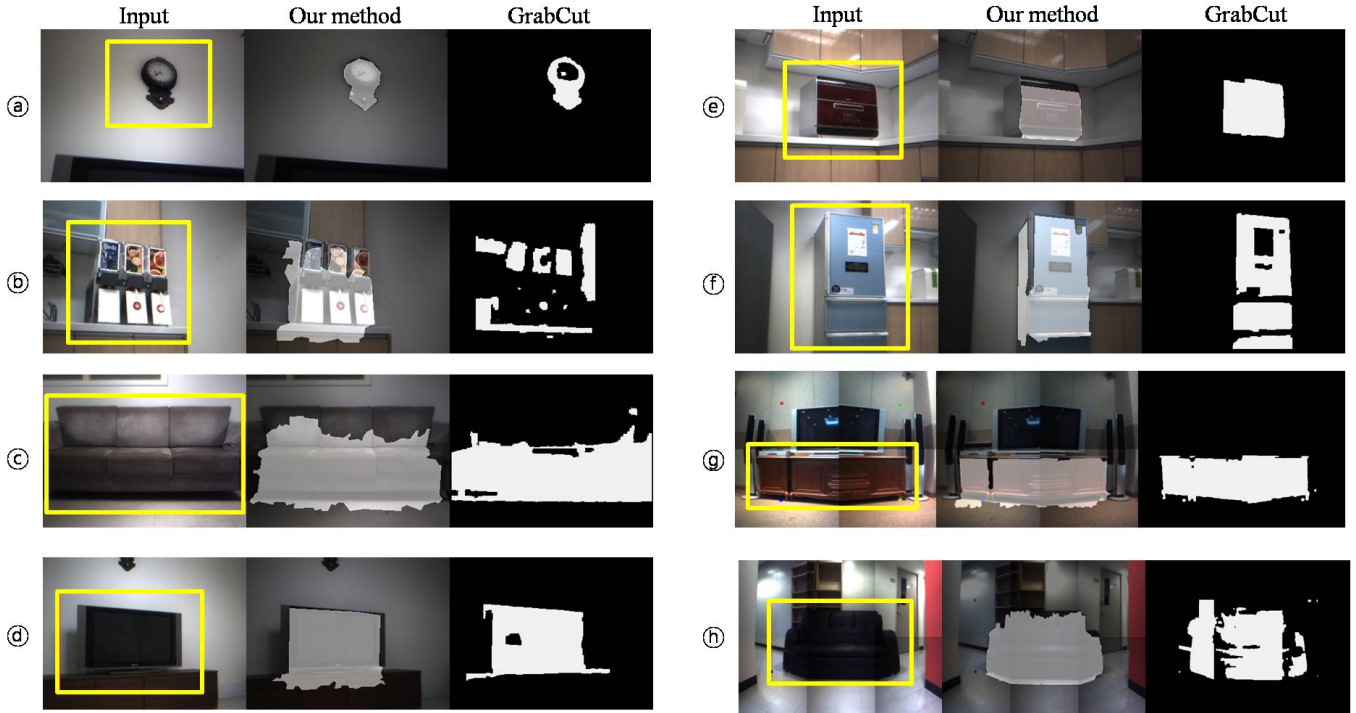 Input Our method GrabCut Input Our method GrabCut
ⓐ ⓔ
ⓑ ⓕ
ⓒ ⓖ
ⓓ ⓗ